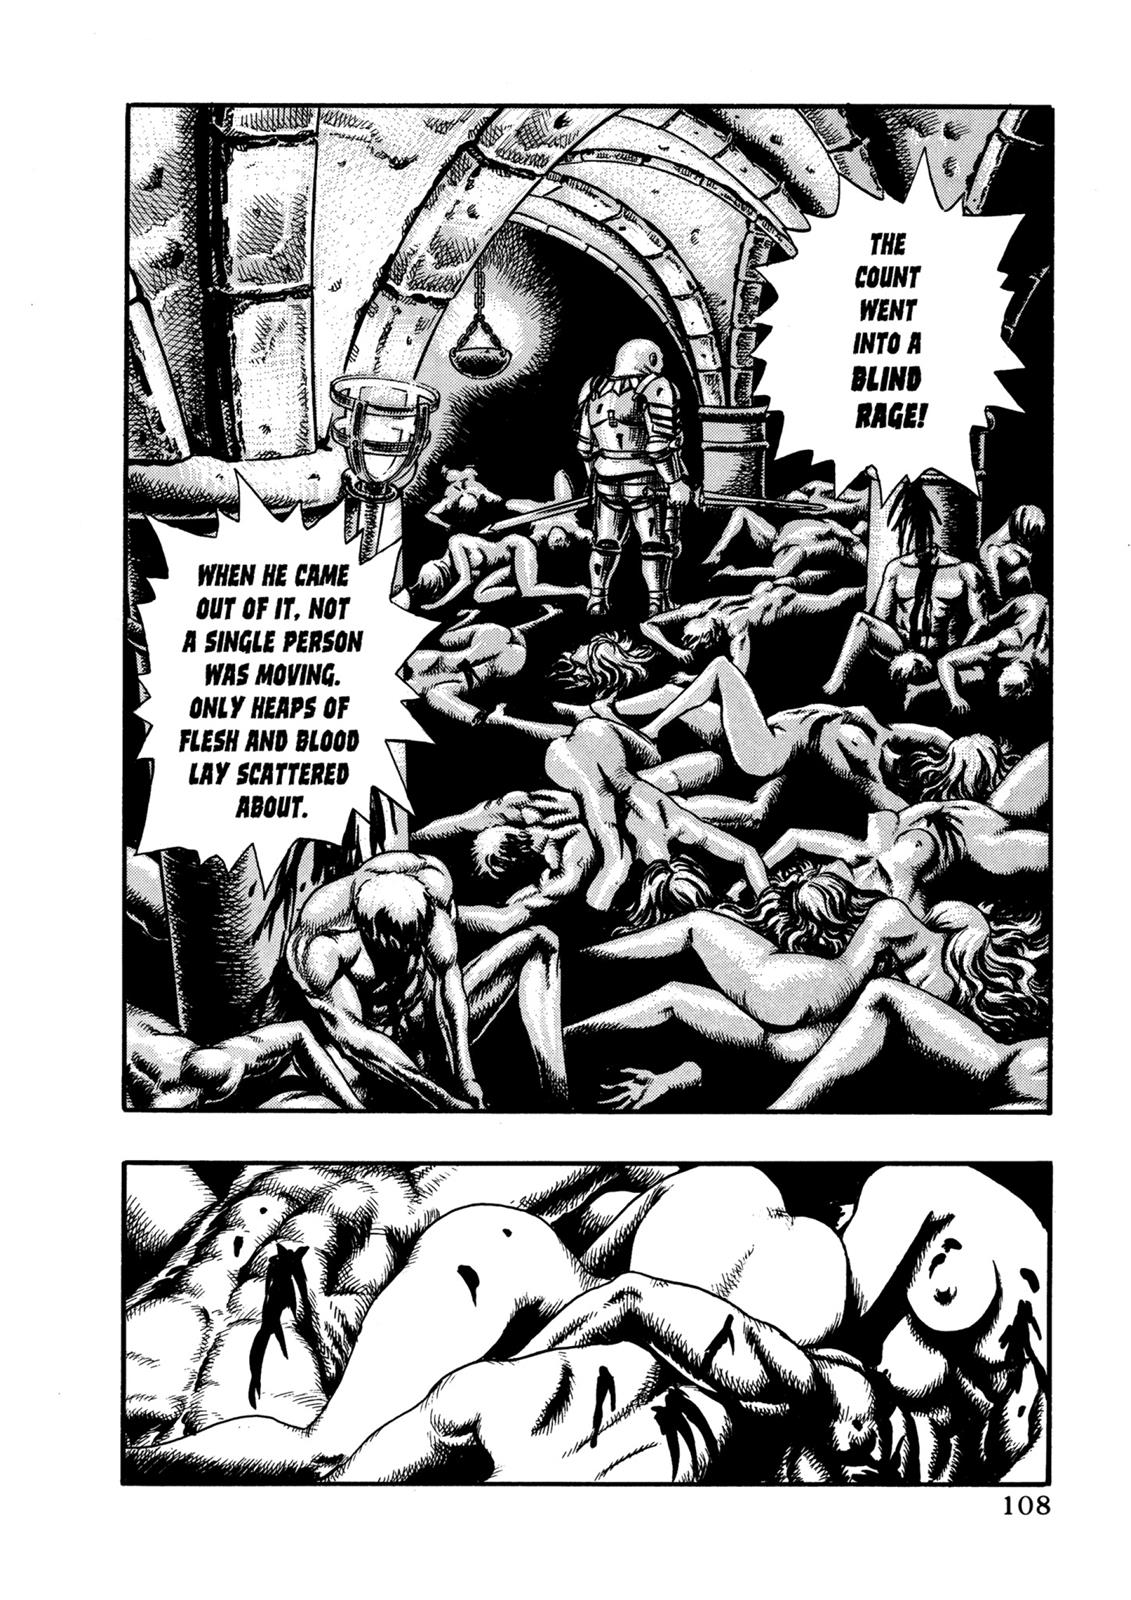 THE
COUNT
WENT
INTO A
BLIND
RAGE!
WHEN HE CAME
OUT OF IT, NOT
A SINGLE PERSON
WAS MOVING.
ONLY HEAPS OF
FLESH AND BLOOD
LAY SCATTERED
ABOUT.
108